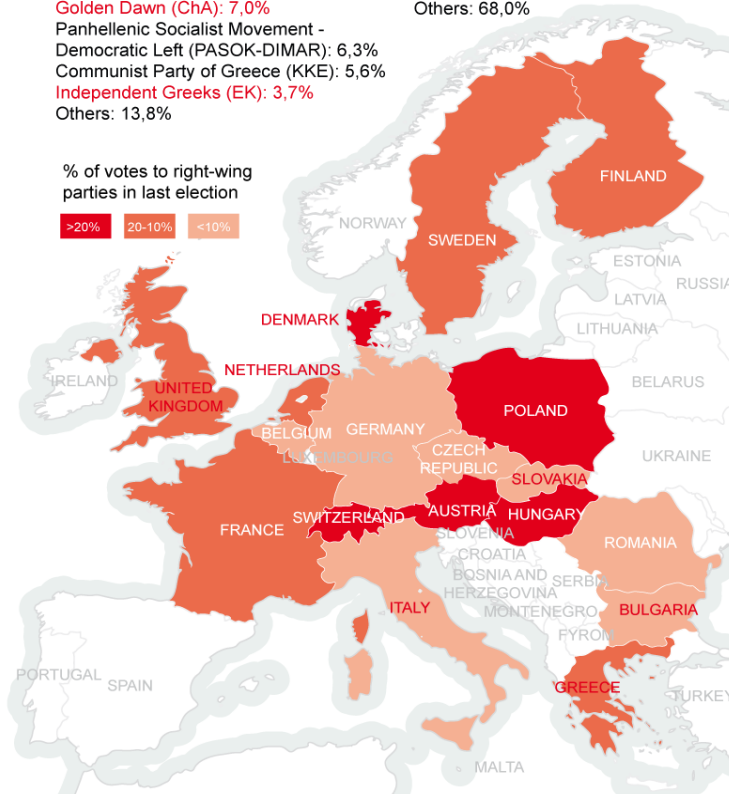 Golden Dawn (ChA): 7,0%
Panhellenic Socialist Movement -
Democratic Left (PASOK-DIMAR): 6,3%
Communist Party of Greece (KKE): 5,6%
Independent Greeks (EK): 3,7%
Others: 13,8%
Others: 68,0%
% of votes to right-wing
parties in last election
>20%
20-10%
<10%
FINLAND
NORWAY
SWEDEN
ESTONIA
RUSSIA
LATVIA
DENMARK
LITHUANIA
NETHERLANDS
IRELAND
UNITED
KINGDOM
BELARUS
POLAND
BELGIUM
GERMANY
LUXEMBOURG
CZECH
REPUBLIC
UKRAINE
SLOVAKIA
SWITZERLAND
AUSTRIA
HUNGARY
FRANCE
SLOVENIA
ROMANIA
CROATIA
BOSNIA AND
HERZEGOVINA
SERBIA
ITALY
MONTENEGRO
BULGARIA
FYROM
PORTUGAL
SPAIN
GREECE
TURKEY
MALTA